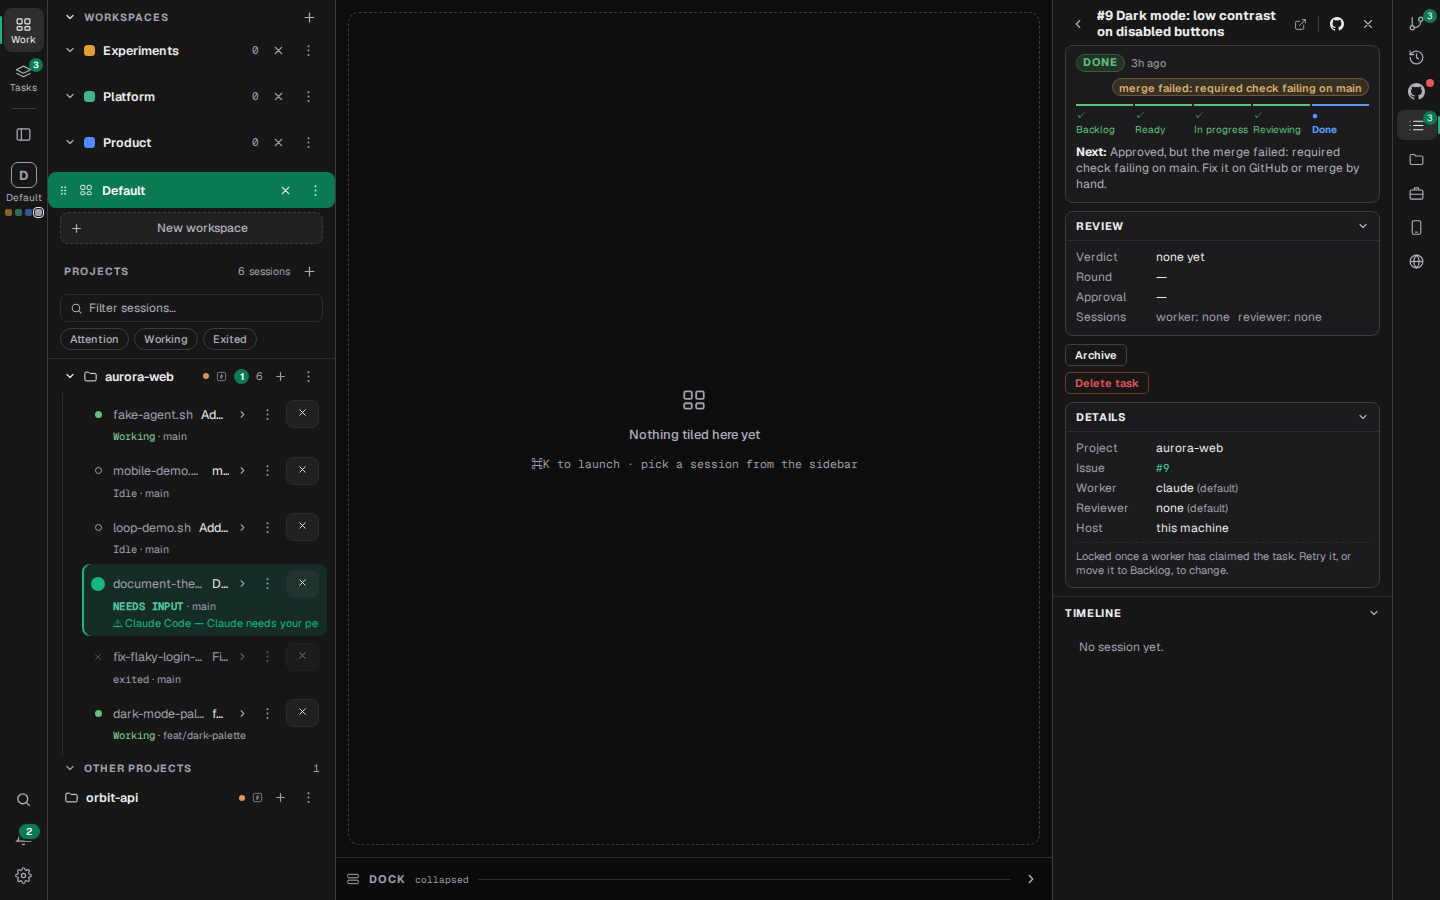 Work
Tasks
3
D
Default
2
WORKSPACES
Experiments 0
Platform 0
Product 0
Default
New workspace
PROJECTS 6 sessions
Filter sessions...
Attention Working Exited
aurora-web 1 6
fake-agent.sh Ad...
Working · main
mobile-demo.... m...
Idle · main
loop-demo.sh Add...
Idle · main
document-the... D...
NEEDS INPUT · main
⚠ Claude Code — Claude needs your pe
fix-flaky-login-... Fi...
exited · main
dark-mode-pal... f...
Working · feat/dark-palette
OTHER PROJECTS 1
orbit-api
Nothing tiled here yet
⌘K to launch · pick a session from the sidebar
DOCK collapsed
#9 Dark mode: low contrast
on disabled buttons
DONE 3h ago
merge failed: required check failing on main
✓ ✓ ✓ ✓
Backlog Ready In progress Reviewing Done
Next: Approved, but the merge failed: required
check failing on main. Fix it on GitHub or merge by
hand.
REVIEW
Verdict none yet
Round —
Approval —
Sessions worker: none reviewer: none
Archive
Delete task
DETAILS
Project aurora-web
Issue #9
Worker claude (default)
Reviewer none (default)
Host this machine
Locked once a worker has claimed the task. Retry it, or
move it to Backlog, to change.
TIMELINE
No session yet.
3
3